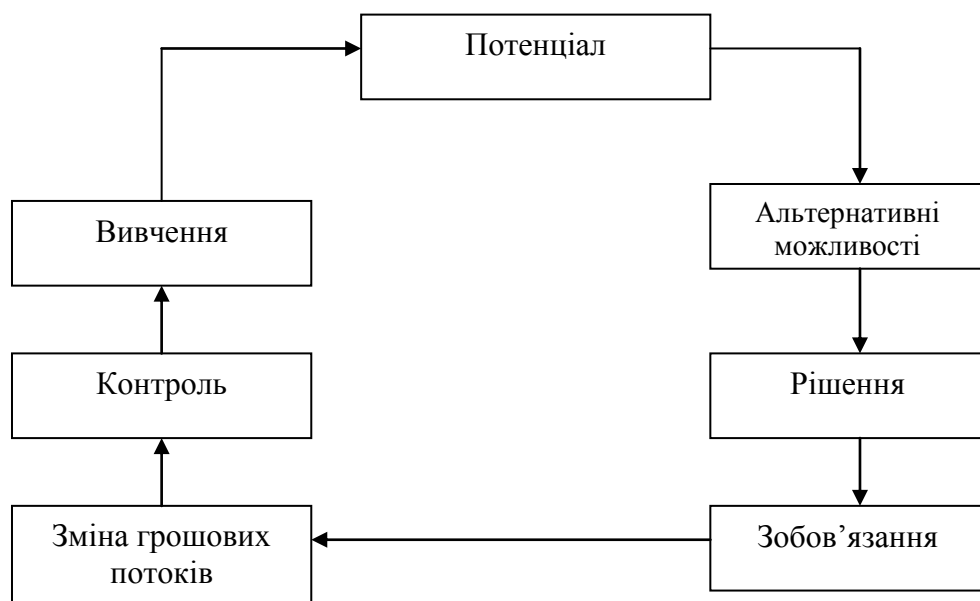 Потенціал
Альтернативні
можливості
Вивчення
Контроль
Рішення
Зміна грошових
потоків
Зобов’язання